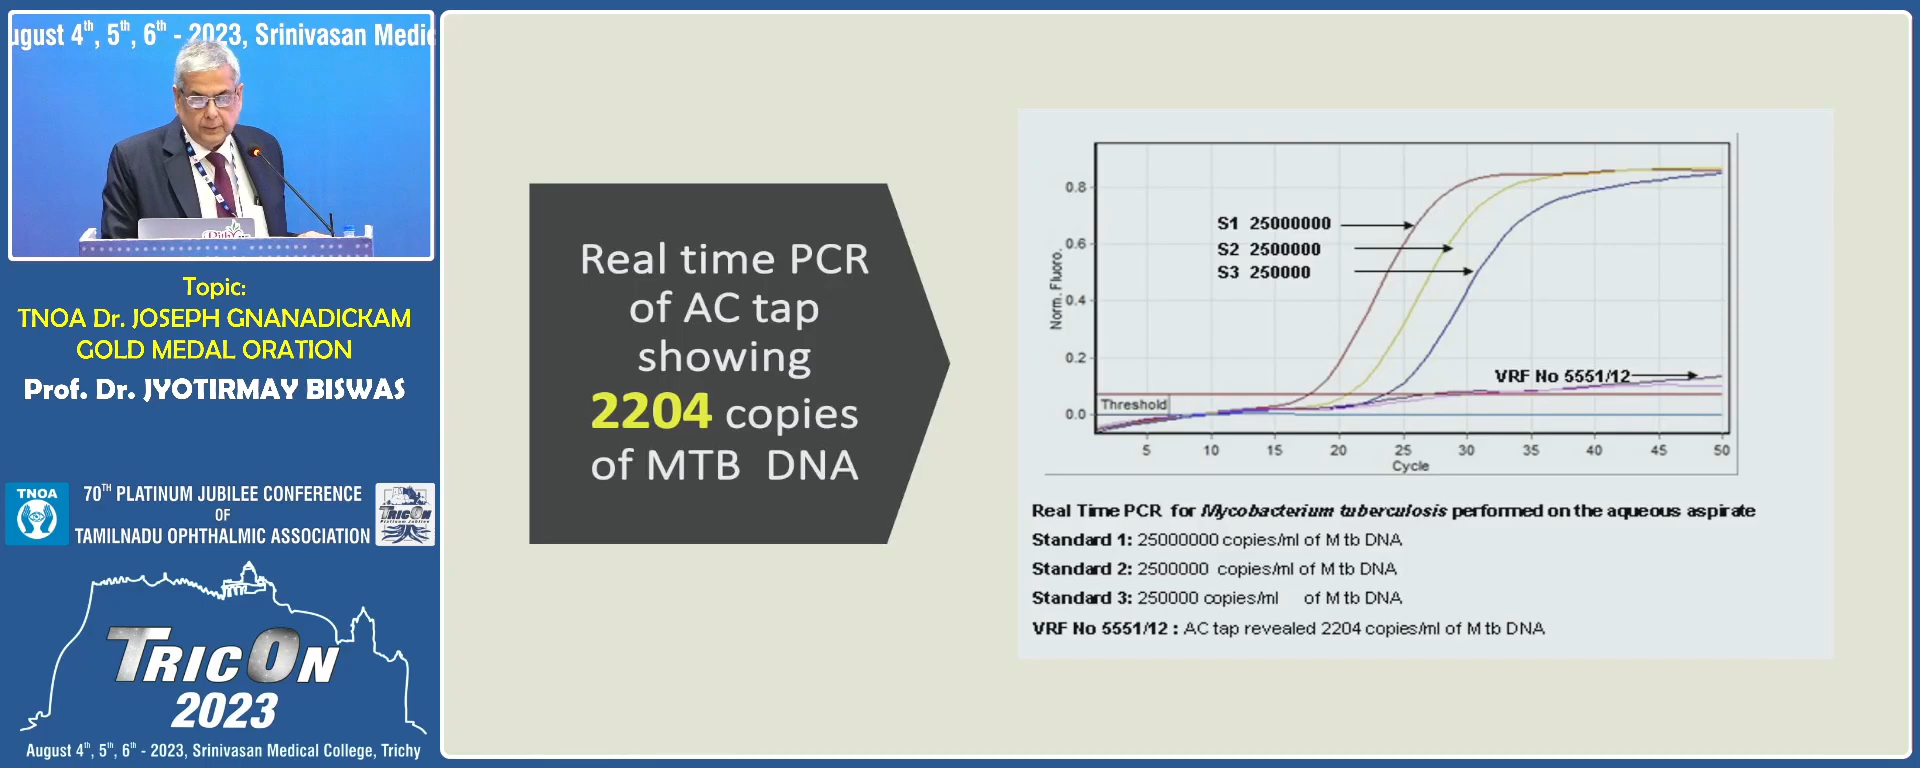 ugust 4th, 5th, 6th - 2023, Srinivasan Medic
Topic:
TNOA Dr. JOSEPH GNANADICKAM
GOLD MEDAL ORATION
Prof. Dr. JYOTIRMAY BISWAS
TNOA
70TH PLATINUM JUBILEE CONFERENCE
OF
TAMILNADU OPHTHALMIC ASSOCIATION
TRICON
Platinum Jubilee
TRICON
2023
August 4th, 5th, 6th - 2023, Srinivasan Medical College, Trichy
Real time PCR
of AC tap
showing
2204 copies
of MTB DNA
Norm. Fluoro.
0.8
0.6
0.4
0.2
0.0
S1 25000000
S2 2500000
S3 250000
VRF No 5551/12
Threshold
5 10 15 20 25 30 35 40 45 50
Cycle
Real Time PCR for Mycobacterium tuberculosis performed on the aqueous aspirate
Standard 1: 25000000 copies/ml of M tb DNA
Standard 2: 2500000 copies/ml of M tb DNA
Standard 3: 250000 copies/ml of M tb DNA
VRF No 5551/12 : AC tap revealed 2204 copies/ml of M tb DNA